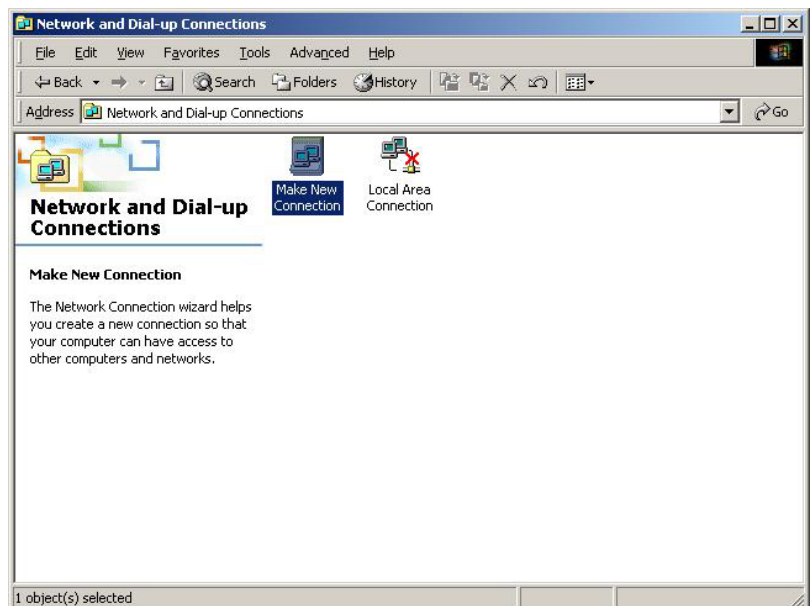 Network and Dial-up Connections
File Edit View Favorites Tools Advanced Help
Back Search Folders History
Address Network and Dial-up Connections Go
Network and Dial-up
Connections
Make New Connection
The Network Connection wizard helps
you create a new connection so that
your computer can have access to
other computers and networks.
Make New
Connection
Local Area
Connection
1 object(s) selected